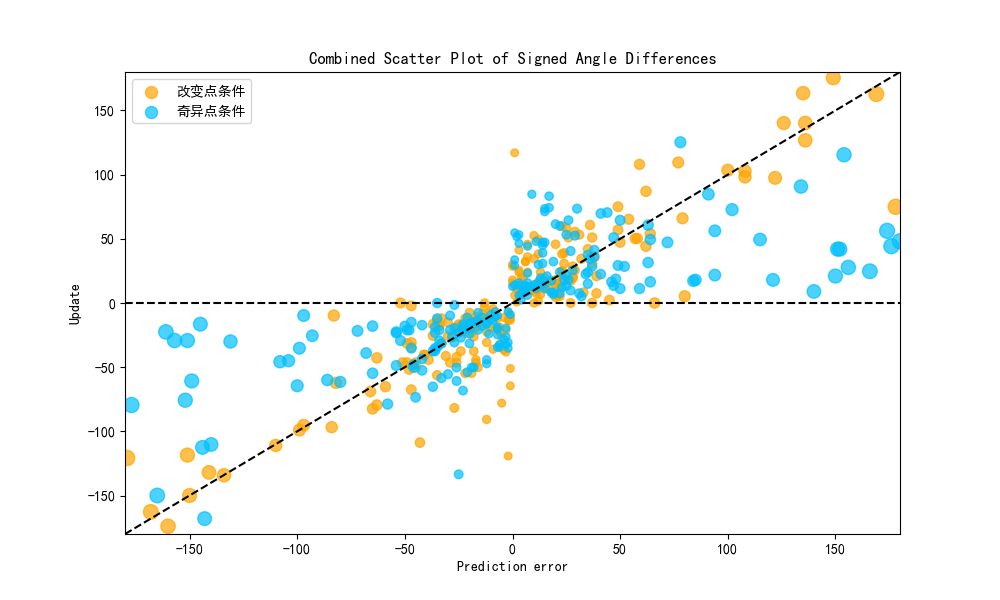 Combined Scatter Plot of Signed Angle Differences
改变点条件
奇异点条件
Update
150
100
50
0
−50
−100
−150
−150
−100
−50
0
50
100
150
Prediction error